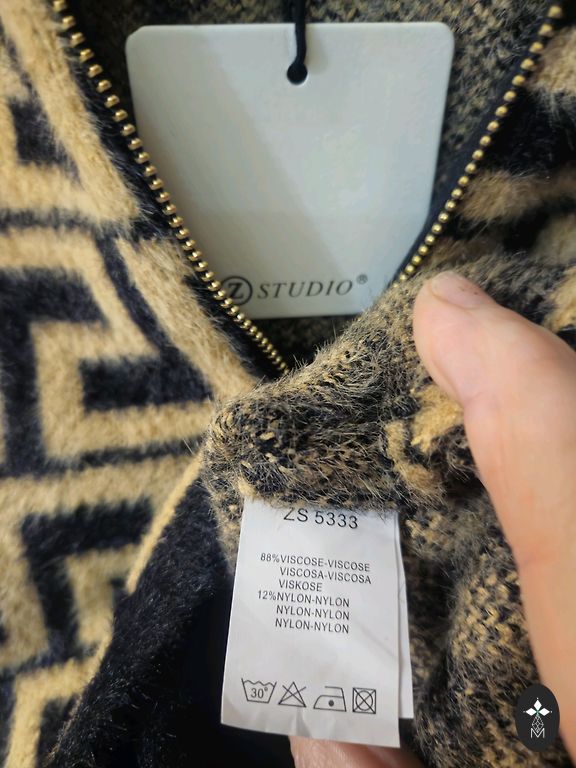 Z STUDIO®
ZS 5333
88%VISCOSE-VISCOSE
VISCOSA-VISCOSA
VISKOSE
12%NYLON-NYLON
NYLON-NYLON
NYLON-NYLON
30°
M